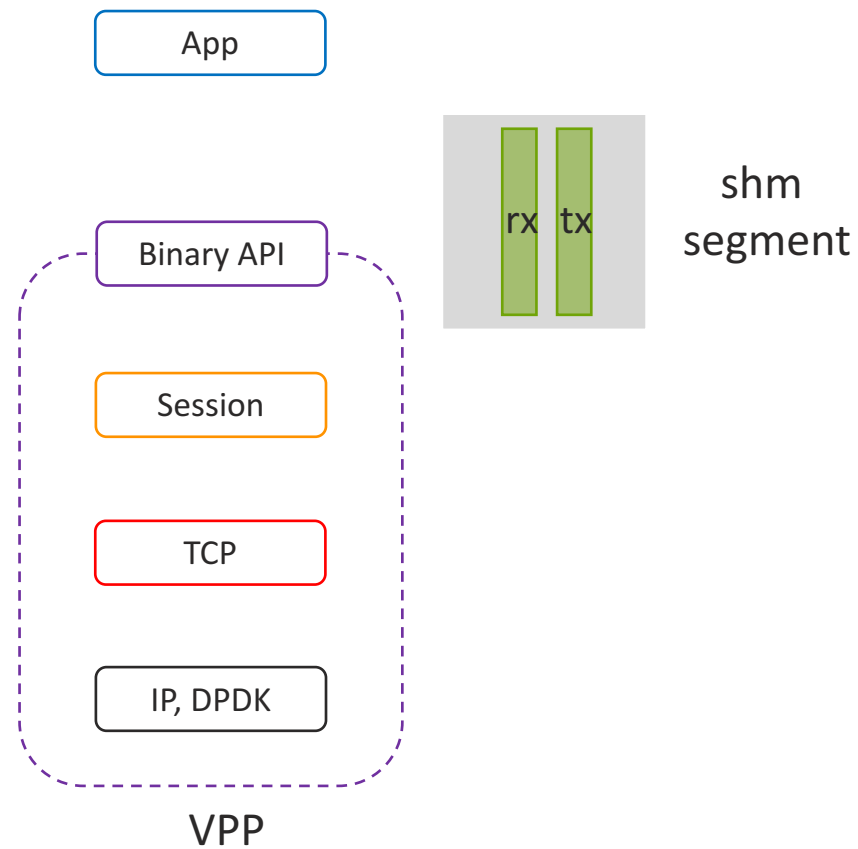 App
rx tx
shm
segment
Binary API
Session
TCP
IP, DPDK
VPP